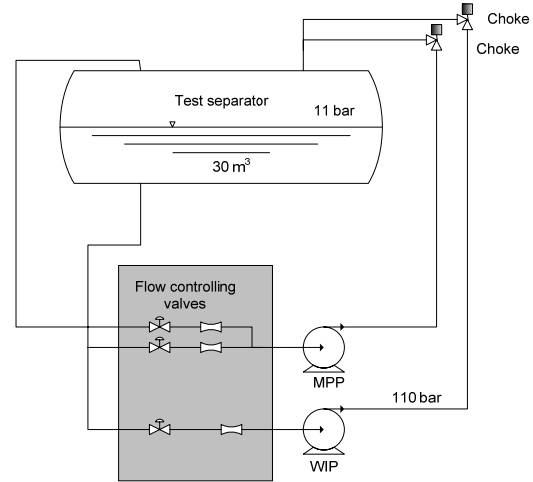 Choke
Choke
Test separator
11 bar
30 m³
Flow controlling
valves
MPP
110 bar
WIP